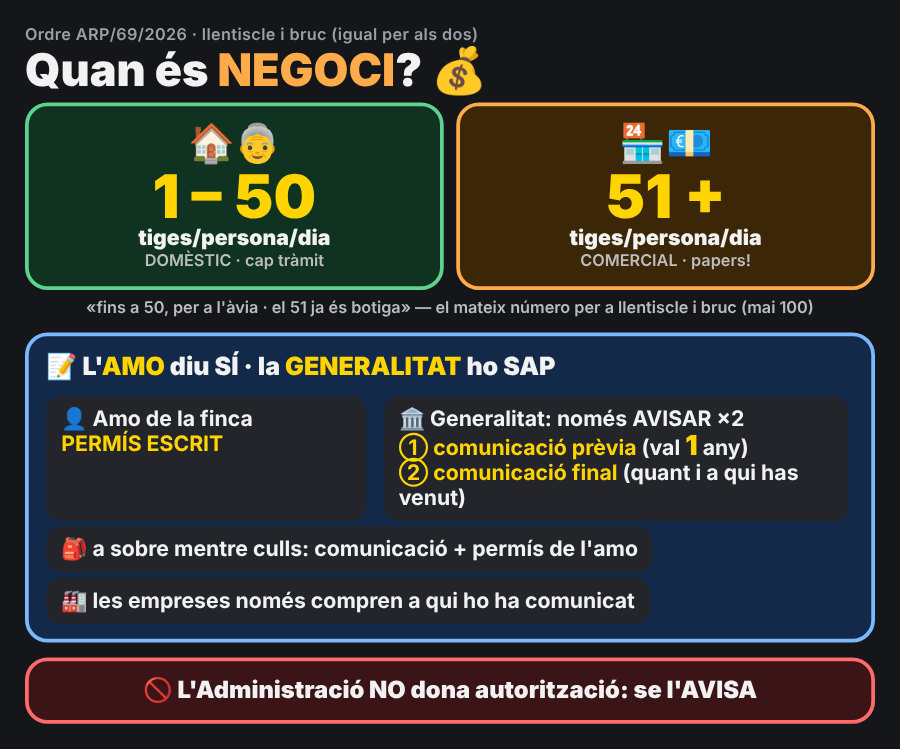 Ordre ARP/69/2026 · llentiscle i bruc (igual per als dos)
Quan és NEGOCI? 💰
1 – 50
tiges/persona/dia
DOMÈSTIC · cap tràmit
51 +
tiges/persona/dia
COMERCIAL · papers!
«fins a 50, per a l'àvia · el 51 ja és botiga» — el mateix número per a llentiscle i bruc (mai 100)
📝 L'AMO diu SÍ · la GENERALITAT ho SAP
👤 Amo de la finca
PERMÍS ESCRIT
🏛️ Generalitat: només AVISAR ×2
① comunicació prèvia (val 1 any)
② comunicació final (quant i a qui has
venut)
🎒 a sobre mentre culls: comunicació + permís de l'amo
🏭 les empreses només compren a qui ho ha comunicat
🚫 L'Administració NO dona autorització: se l'AVISA